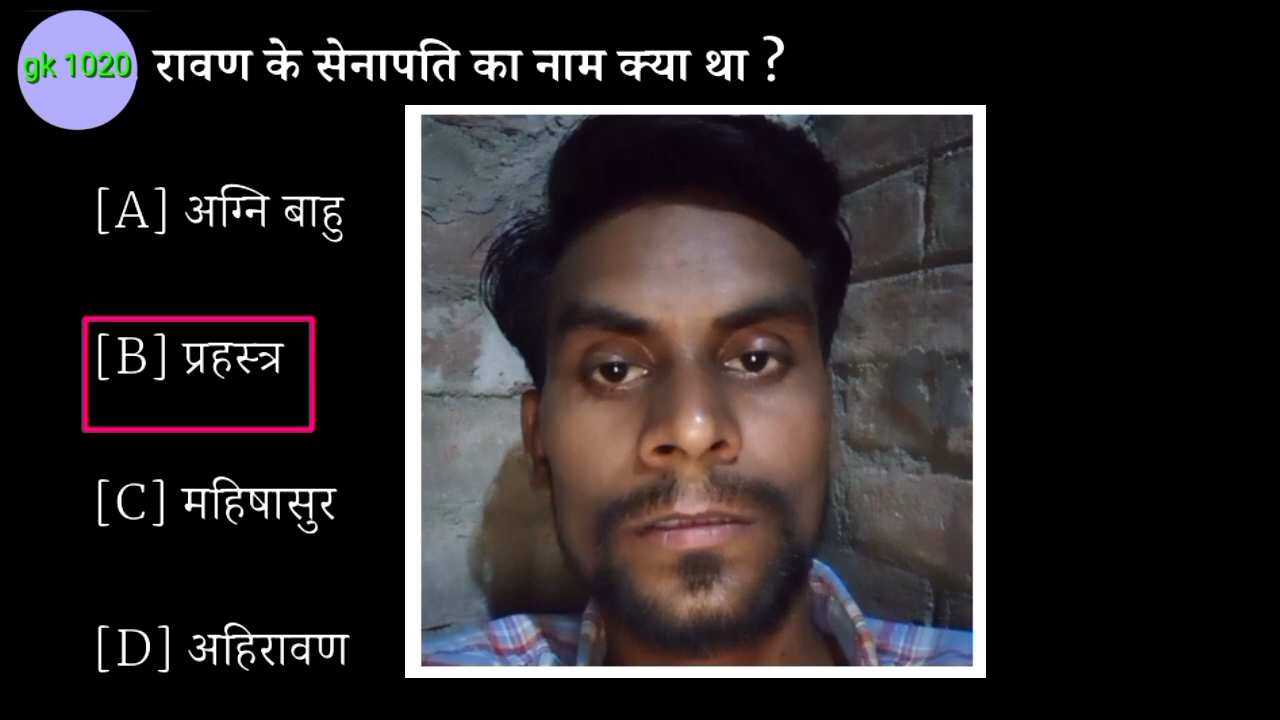 gk 1020
रावण के सेनापति का नाम क्या था ?
[A] अग्नि बाहु
[B] प्रहस्त्र
[C] महिषासुर
[D] अहिरावण